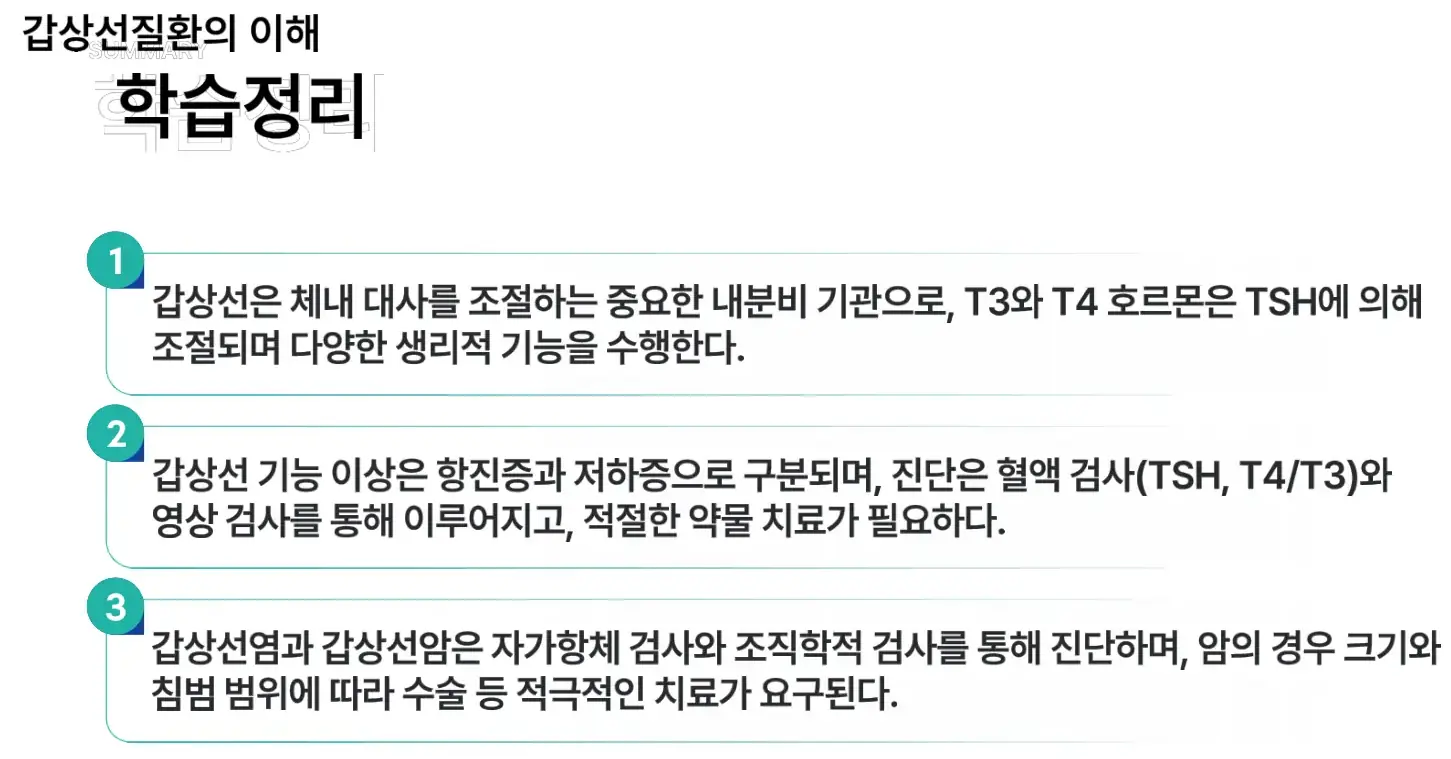 갑상선질환의 이해
SUMMARY
학습정리
1
갑상선은 체내 대사를 조절하는 중요한 내분비 기관으로, T3와 T4 호르몬은 TSH에 의해
조절되며 다양한 생리적 기능을 수행한다.
2
갑상선 기능 이상은 항진증과 저하증으로 구분되며, 진단은 혈액 검사(TSH, T4/T3)와
영상 검사를 통해 이루어지고, 적절한 약물 치료가 필요하다.
3
갑상선염과 갑상선암은 자가항체 검사와 조직학적 검사를 통해 진단하며, 암의 경우 크기와
침범 범위에 따라 수술 등 적극적인 치료가 요구된다.